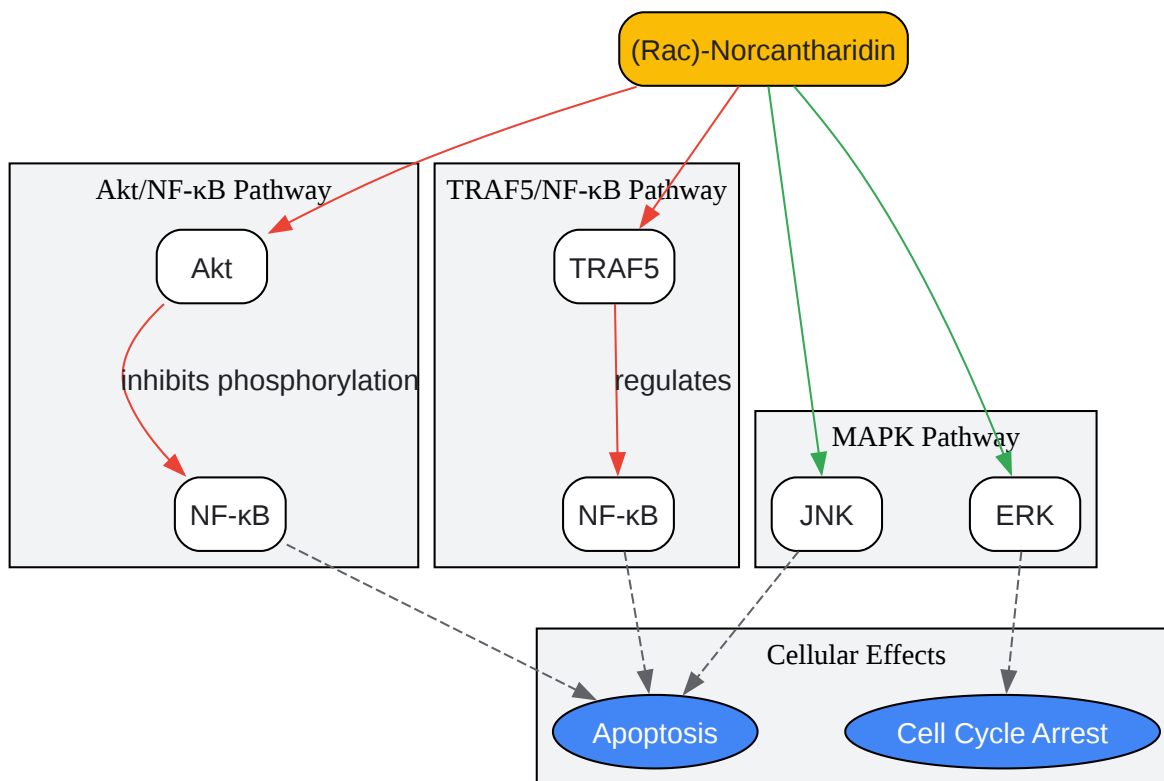 (Rac)-Norcantharidin
Akt/NF-κB Pathway
TRAF5/NF-κB Pathway
Akt
TRAF5
inhibits phosphorylation
regulates
MAPK Pathway
NF-κB
NF-κB
JNK
ERK
Cellular Effects
Apoptosis
Cell Cycle Arrest